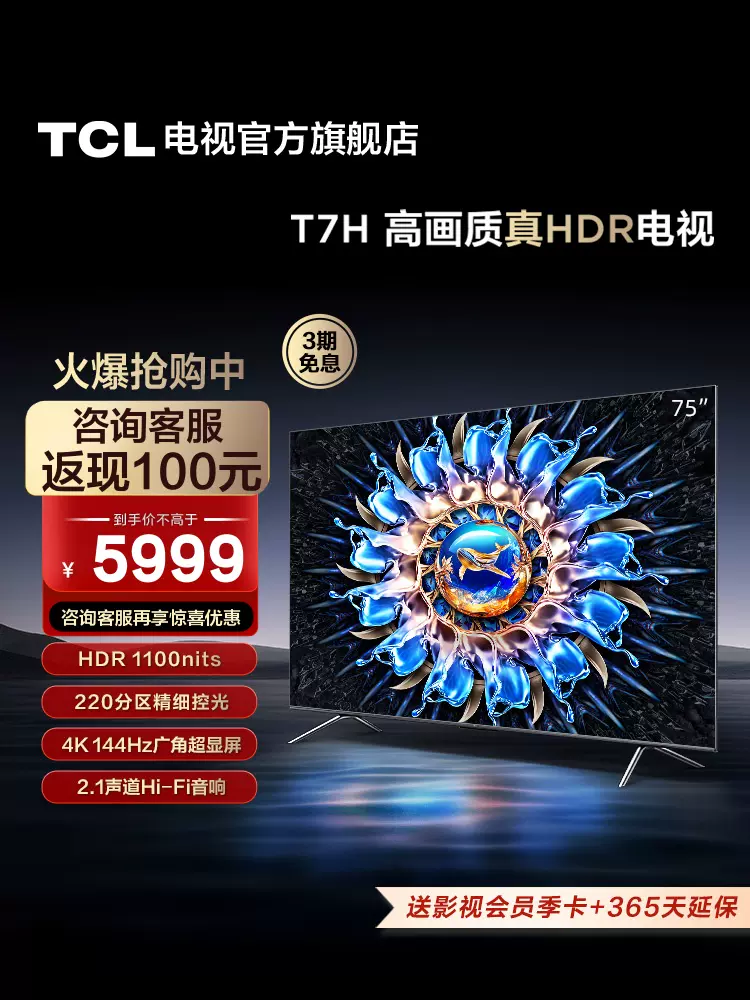 TCL电视官方旗舰店
T7H 高画质真HDR电视
3期
免息
火爆抢购中
咨询客服
返现100元
到手价不高于
¥5999
咨询客服再享惊喜优惠
HDR 1100nits
220分区精细控光
4K 144Hz广角超显屏
2.1声道Hi-Fi音响
75”
送影视会员季卡+365天延保